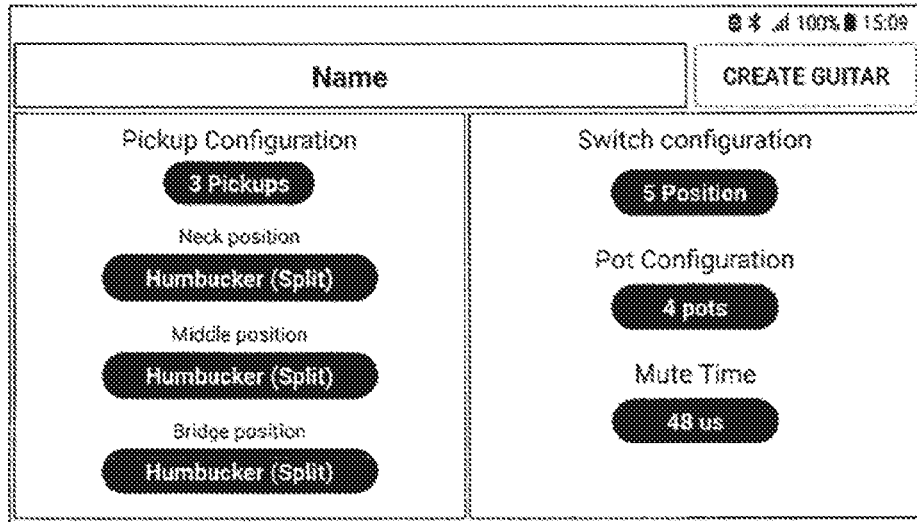 100% 15:09
Name
CREATE GUITAR
Pickup Configuration
3 Pickups
Neck position
Humbucker (Split)
Middle position
Humbucker (Split)
Bridge position
Humbucker (Split)
Switch configuration
5 Position
Pot Configuration
4 pots
Mute Time
48 us